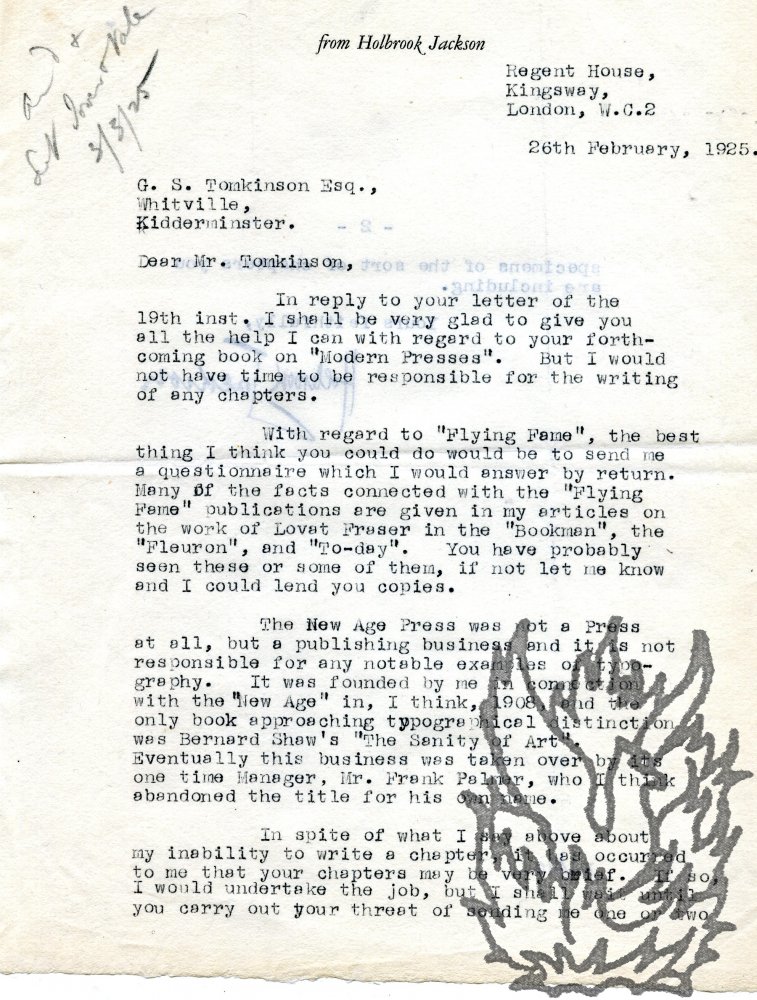 from Holbrook Jackson
Regent House,
Kingsway,
London, W.C.2
26th February, 1925.
3/3/25
G. S. Tomkinson Esq.,
Whitville,
Kidderminster.
- 2 -
Dear Mr. Tomkinson,
specimens of the sort of
are including.
In reply to your letter of the
19th inst. I shall be very glad to give you
all the help I can with regard to your forth-
coming book on "Modern Presses". But I would
not have time to be responsible for the writing
of any chapters.
With regard to "Flying Fame", the best
thing I think you could do would be to send me
a questionnaire which I would answer by return.
Many of the facts connected with the "Flying
Fame" publications are given in my articles on
the work of Lovat Fraser in the "Bookman", the
"Fleuron", and "To-day". You have probably
seen these or some of them, if not let me know
and I could lend you copies.
The New Age Press was not a Press
at all, but a publishing business and it is not
responsible for any notable examples of typo-
graphy. It was founded by me in connection
with the "New Age" in, I think, 1908, and the
only book approaching typographical distinction
was Bernard Shaw's "The Sanity of Art".
Eventually this business was taken over by its
one time Manager, Mr. Frank Palmer, who I think
abandoned the title for his own name.
In spite of what I say above about
my inability to write a chapter, it has occurred
to me that your chapters may be very brief. If so,
I would undertake the job, but I shall wait until
you carry out your threat of sending me one or two